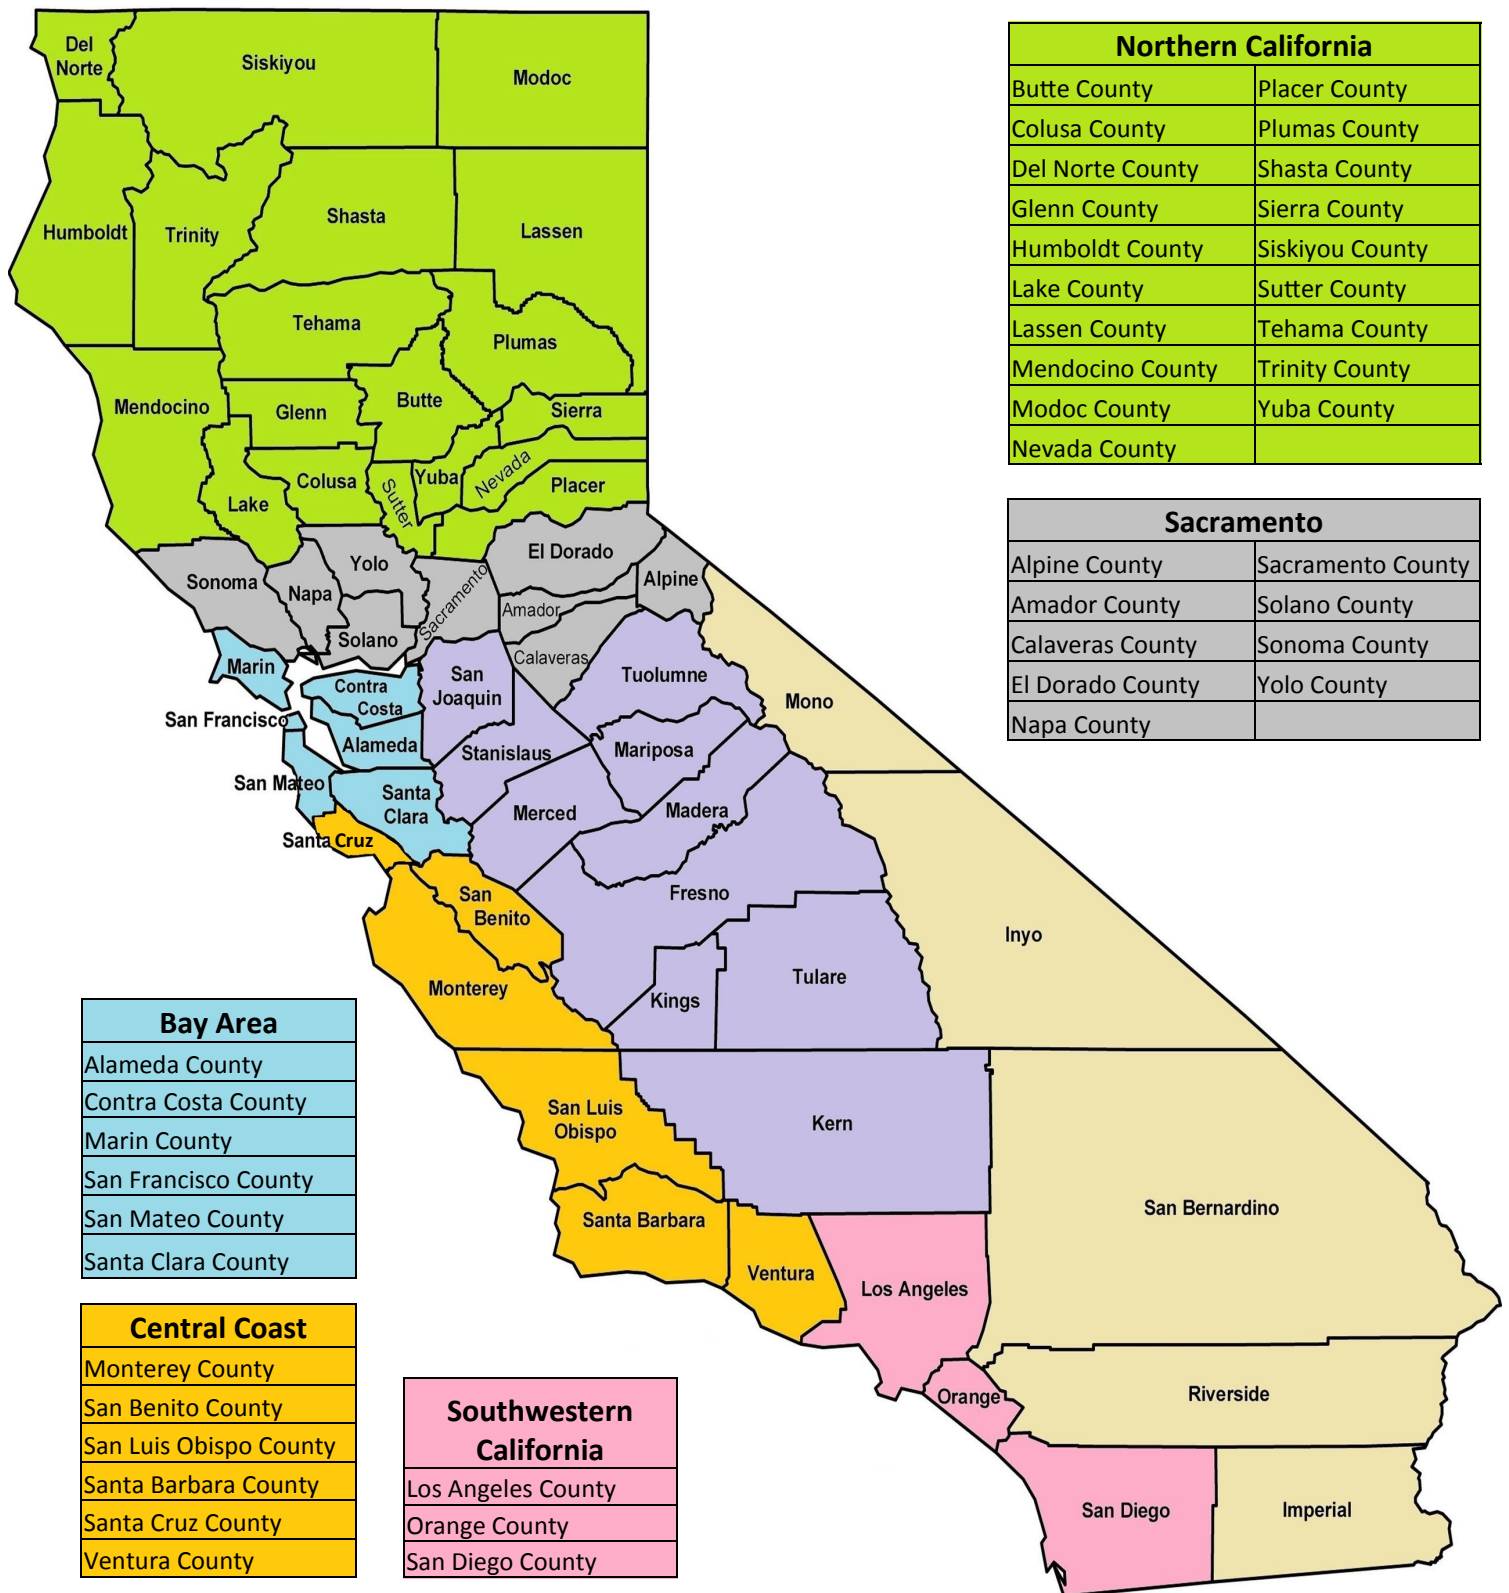 Del
Norte
Siskiyou
Modoc
Humboldt
Trinity
Shasta
Lassen
Tehama
Plumas
Mendocino
Glenn
Butte
Sierra
Lake
Colusa
Sutter
Yuba
Nevada
Placer
Sonoma
Napa
Yolo
Solano
Sacramento
El Dorado
Amador
Alpine
Calaveras
Marin
Contra
Costa
San Francisco
Alameda
San Mateo
Santa
Clara
Santa Cruz
San
Joaquin
Tuolumne
Stanislaus
Mariposa
Merced
Madera
Mono
San
Benito
Fresno
Inyo
Monterey
Kings
Tulare
San Luis
Obispo
Kern
Santa Barbara
Ventura
Los Angeles
San Bernardino
Orange
Riverside
San Diego
Imperial
Northern California
Butte County Placer County
Colusa County Plumas County
Del Norte County Shasta County
Glenn County Sierra County
Humboldt County Siskiyou County
Lake County Sutter County
Lassen County Tehama County
Mendocino County Trinity County
Modoc County Yuba County
Nevada County
Sacramento
Alpine County Sacramento County
Amador County Solano County
Calaveras County Sonoma County
El Dorado County Yolo County
Napa County
Bay Area
Alameda County
Contra Costa County
Marin County
San Francisco County
San Mateo County
Santa Clara County
Central Coast
Monterey County
San Benito County
San Luis Obispo County
Santa Barbara County
Santa Cruz County
Ventura County
Southwestern
California
Los Angeles County
Orange County
San Diego County